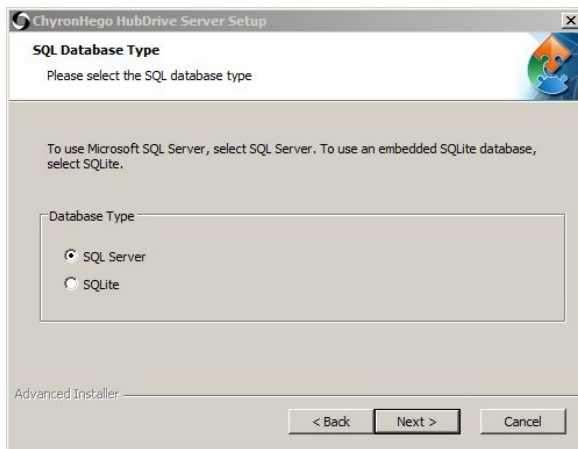 ChyronHego HubDrive Server Setup
SQL Database Type
Please select the SQL database type
To use Microsoft SQL Server, select SQL Server. To use an embedded SQLite database,
select SQLite.
Database Type
SQL Server
SQLite
Advanced Installer
< Back Next > Cancel